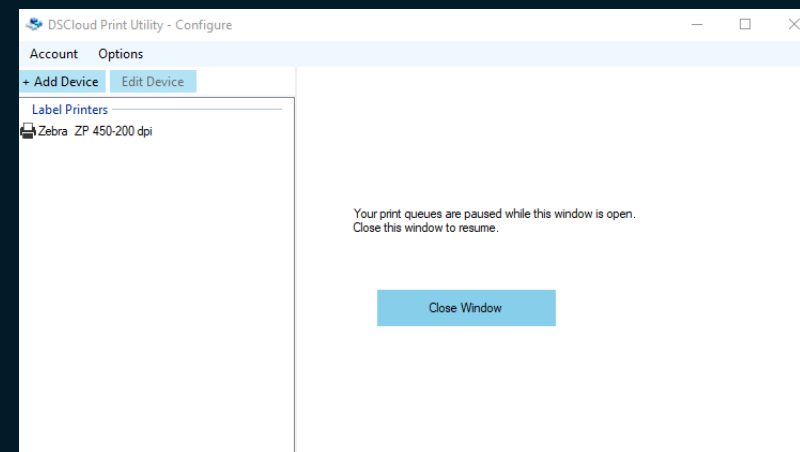 DSCloud Print Utility - Configure
Account Options
+ Add Device Edit Device
Label Printers
Zebra ZP 450-200 dpi
Your print queues are paused while this window is open.
Close this window to resume.
Close Window